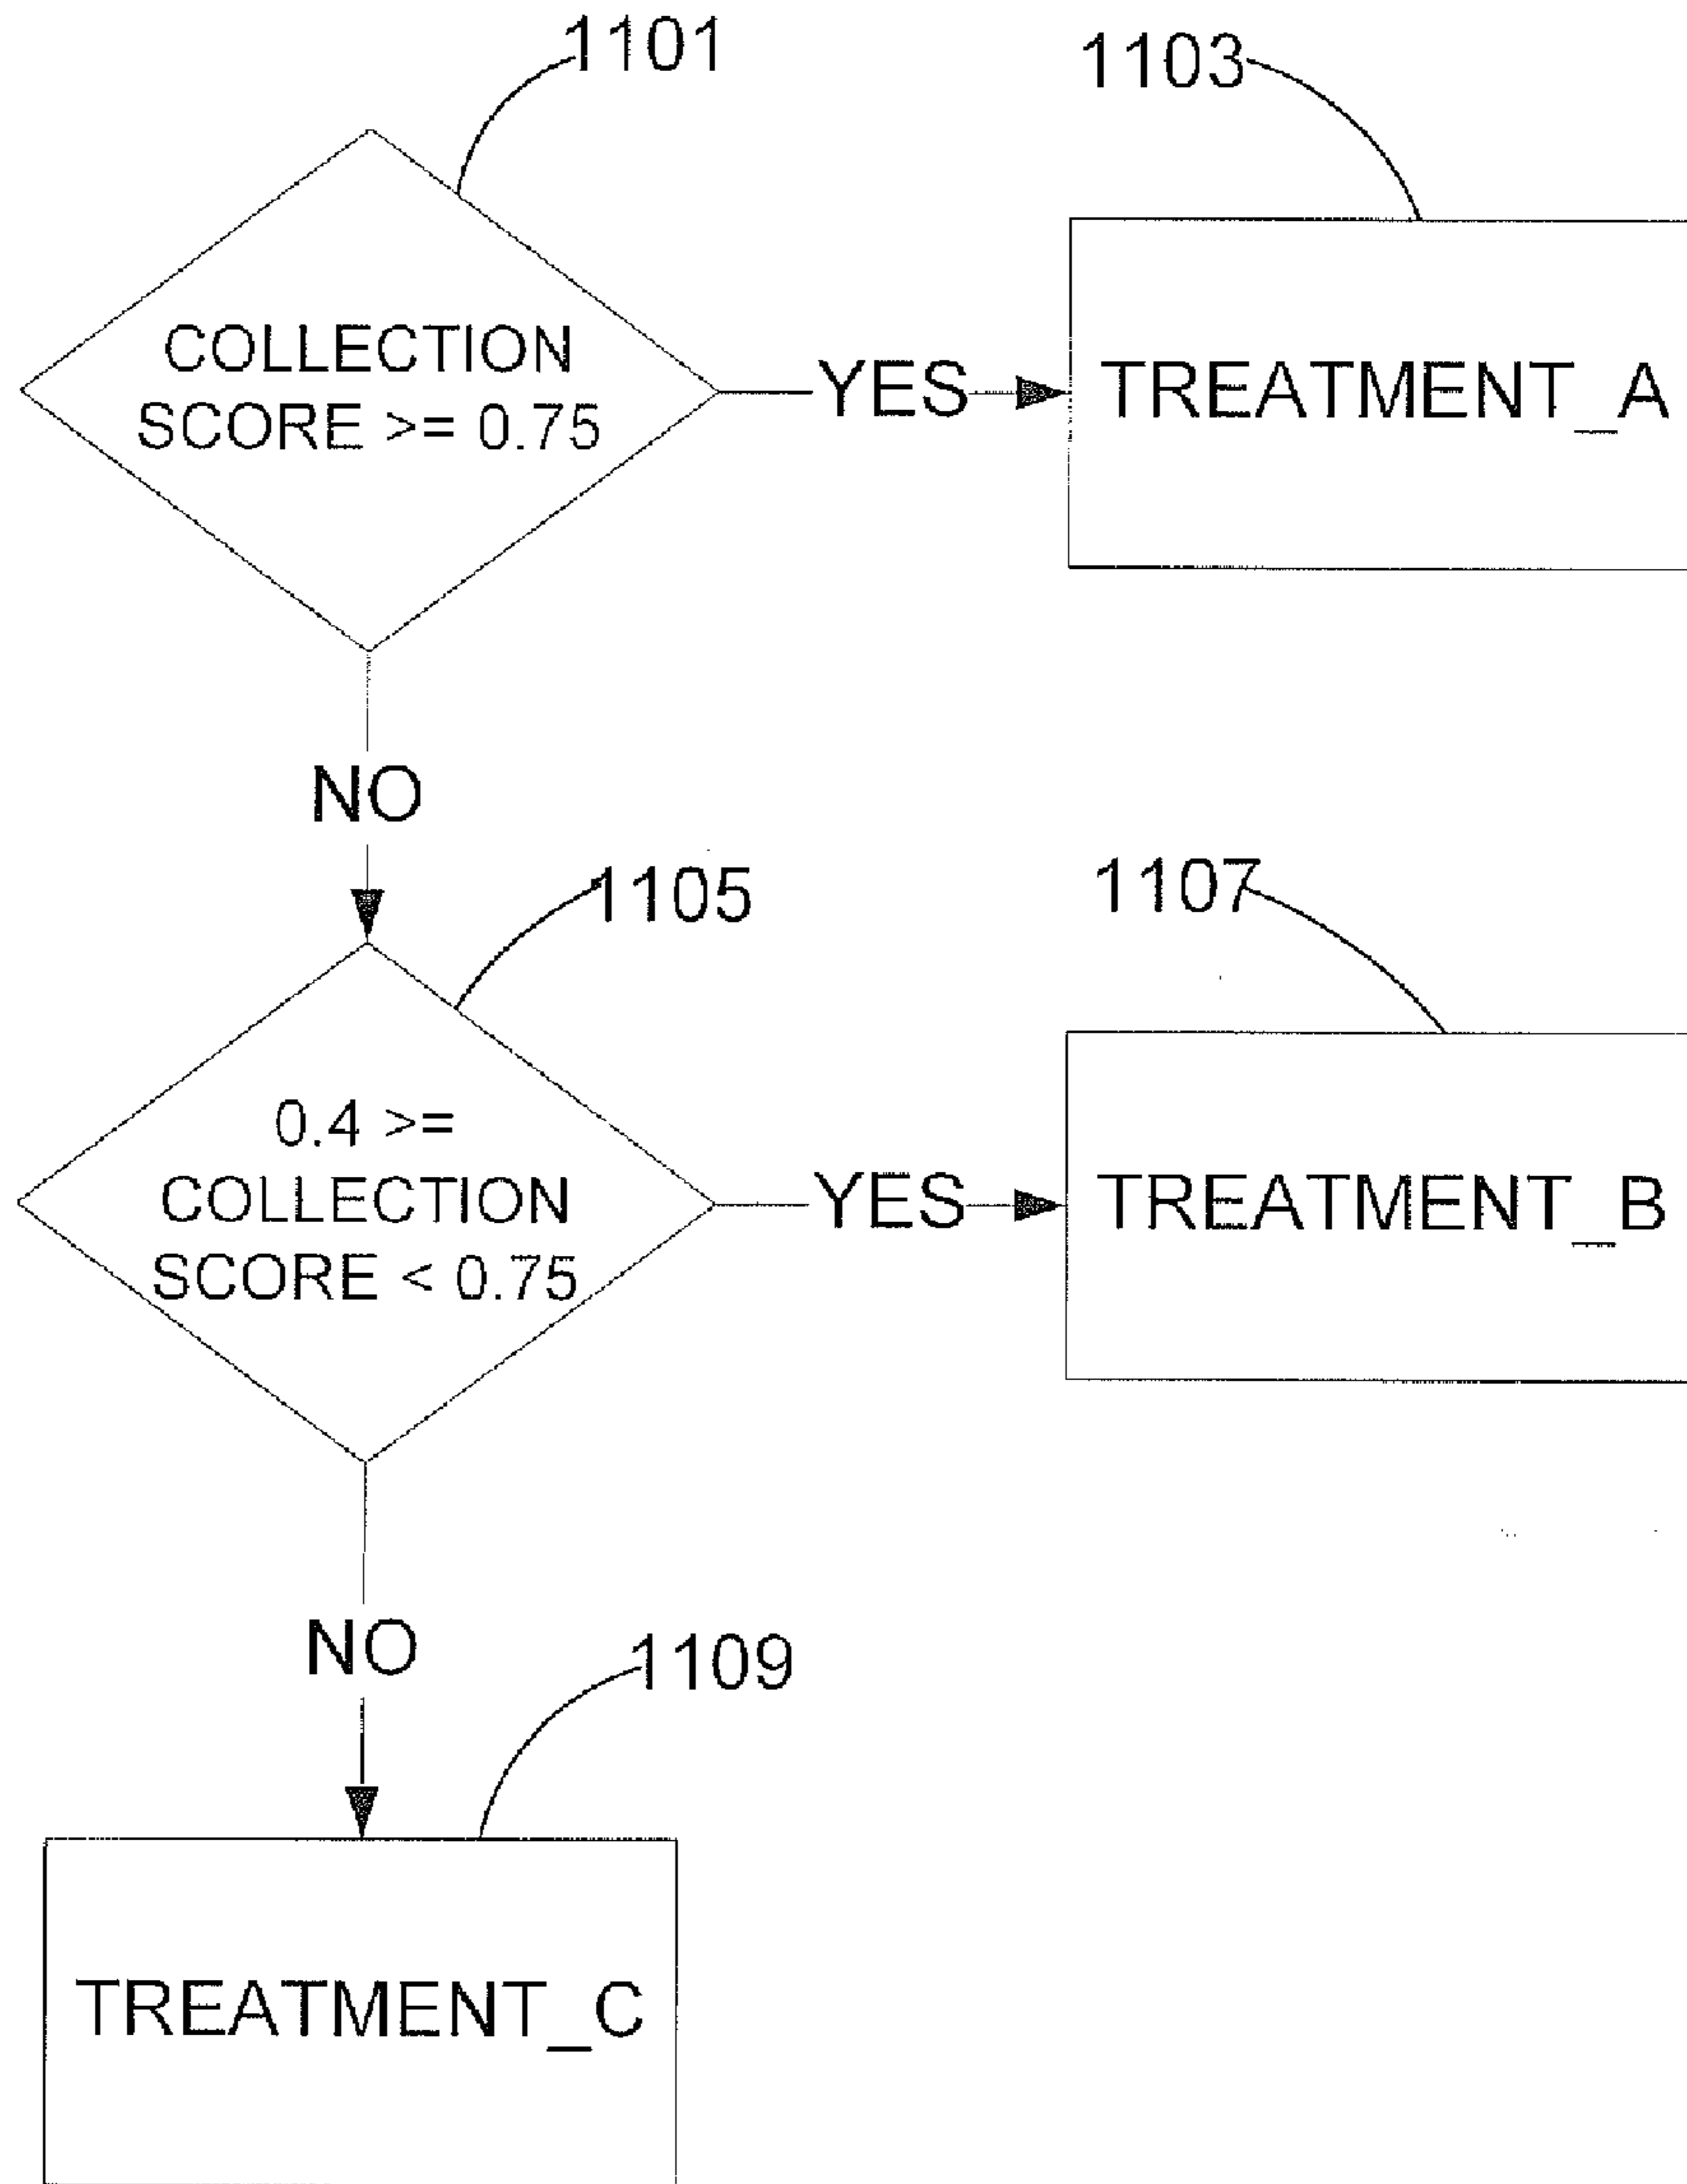 1101
1103
COLLECTION
SCORE >= 0.75
YES
TREATMENT_A
NO
1105
1107
0.4 >=
COLLECTION
SCORE < 0.75
YES
TREATMENT_B
NO
1109
TREATMENT_C